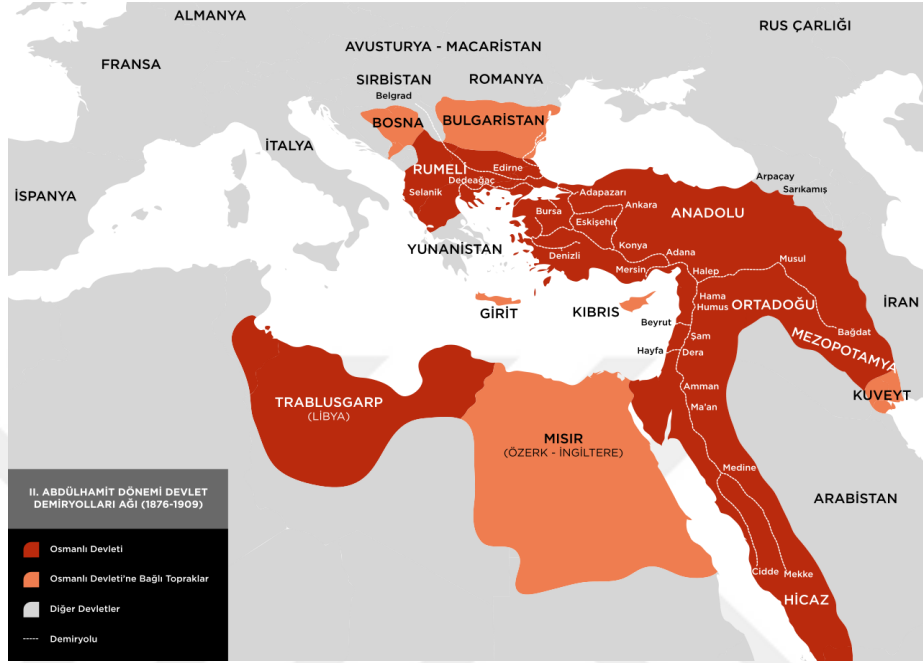 ALMANYA
RUS ÇARLIĞI
AVUSTURYA - MACARİSTAN
FRANSA
SIRBİSTAN
ROMANYA
Belgrad
BOSNA
BULGARİSTAN
İTALYA
RUMELİ
Edirne
Dedeağaç
Arpaçay
Sarıkamış
İSPANYA
Selanik
Adapazarı
Bursa
Ankara
ANADOLU
Eskişehir
YUNANİSTAN
Denizli
Konya
Adana
Musul
Mersin
Halep
GİRİT
KIBRIS
Hama
Humus
ORTADOĞU
İRAN
Beyrut
Şam
Bağdat
Hayfa
Dera
MEZOPOTAMYA
Amman
KUVEYT
TRABLUSGARP
(LİBYA)
Ma'an
MISIR
(ÖZERK - İNGİLTERE)
Medine
ARABİSTAN
Cidde
Mekke
HİCAZ
II. ABDÜLHAMİT DÖNEMİ DEVLET
DEMİRYOLLARI AĞI (1876-1909)
Osmanlı Devleti
Osmanlı Devleti'ne Bağlı Topraklar
Diğer Devletler
Demiryolu